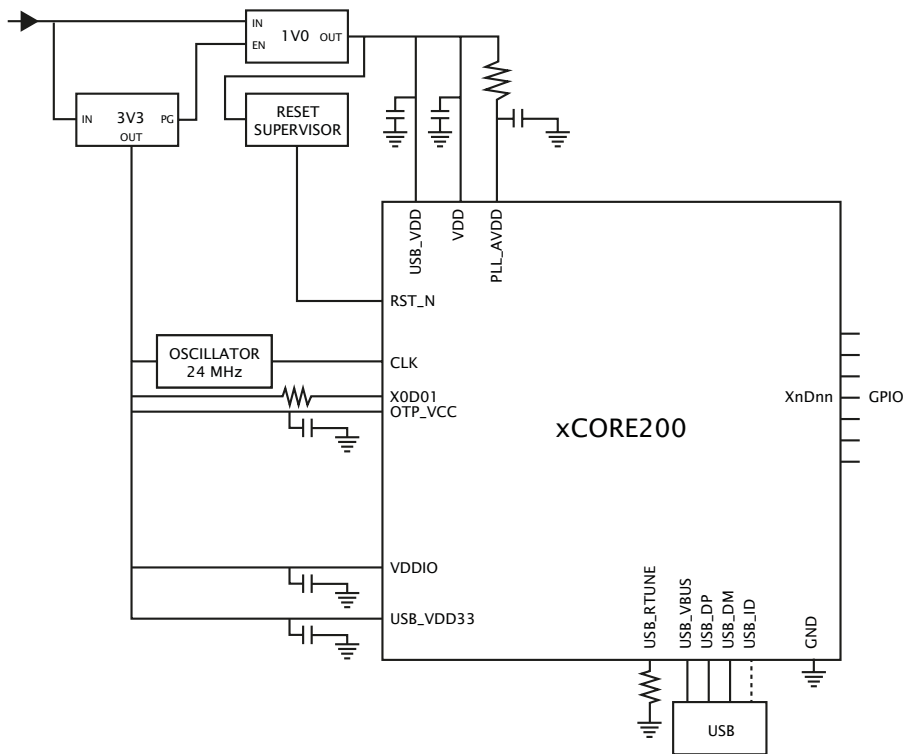 IN
1V0
OUT
EN
IN
3V3
PG
OUT
RESET
SUPERVISOR
USB_VDD
VDD
PLL_AVDD
RST_N
OSCILLATOR
24 MHz
CLK
X0D01
OTP_VCC
XnDnn
GPIO
xCORE200
VDDIO
USB_VDD33
USB_RTUNE
USB_VBUS
USB_DP
USB_DM
USB_ID
GND
USB